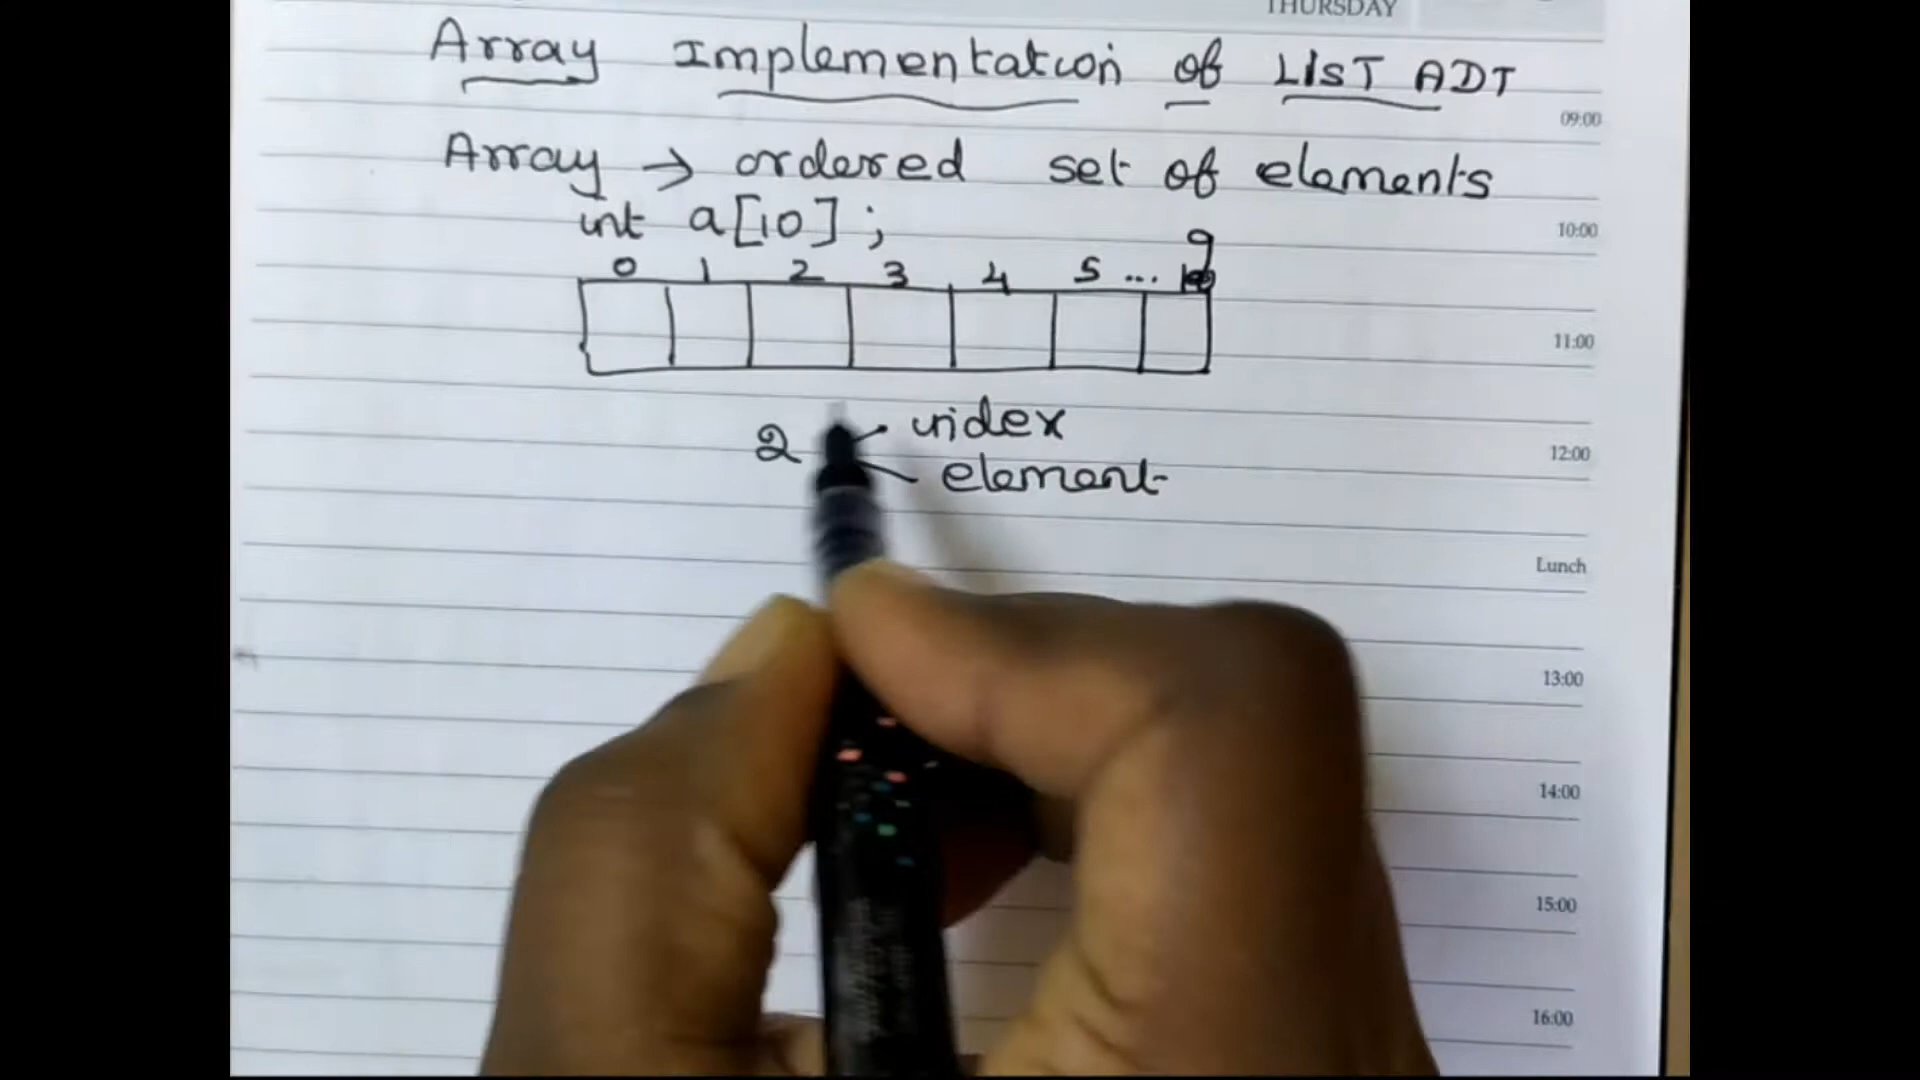 THURSDAY
Array Implementation of LIST ADT
09:00
Array → ordered set of elements
int a[10];
10:00
9
0 1 2 3 4 5 ...
11:00
2 index
element
12:00
Lunch
13:00
14:00
15:00
16:00